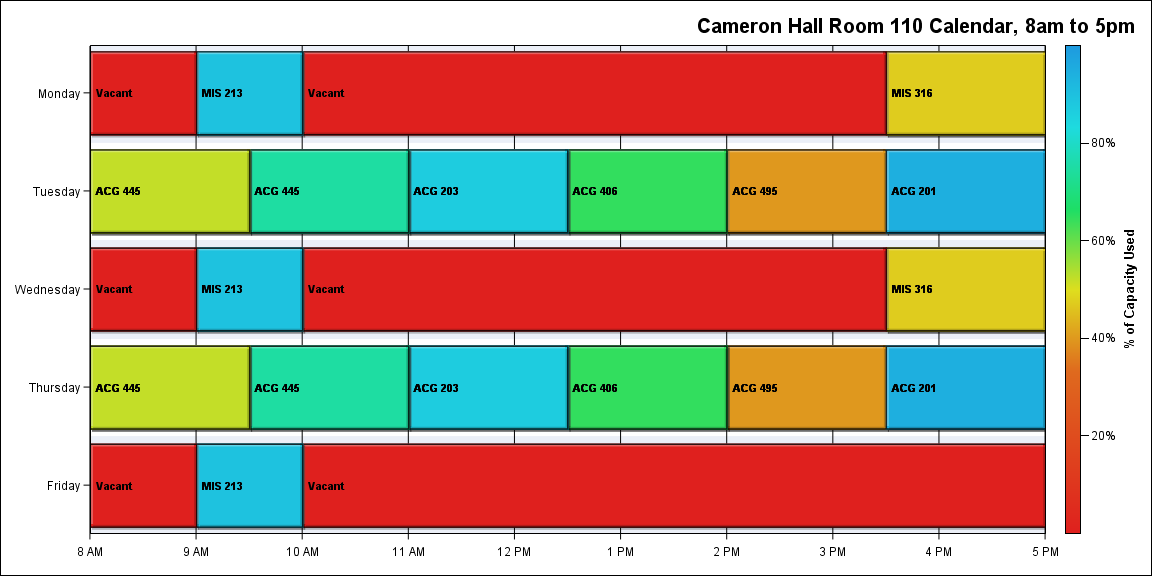 Cameron Hall Room 110 Calendar, 8am to 5pm
Monday
Vacant
MIS 213
Vacant
MIS 316
Tuesday
ACG 445
ACG 445
ACG 203
ACG 406
ACG 495
ACG 201
Wednesday
Vacant
MIS 213
Vacant
MIS 316
Thursday
ACG 445
ACG 445
ACG 203
ACG 406
ACG 495
ACG 201
Friday
Vacant
MIS 213
Vacant
8 AM
9 AM
10 AM
11 AM
12 PM
1 PM
2 PM
3 PM
4 PM
5 PM
80%
60%
40%
20%
% of Capacity Used